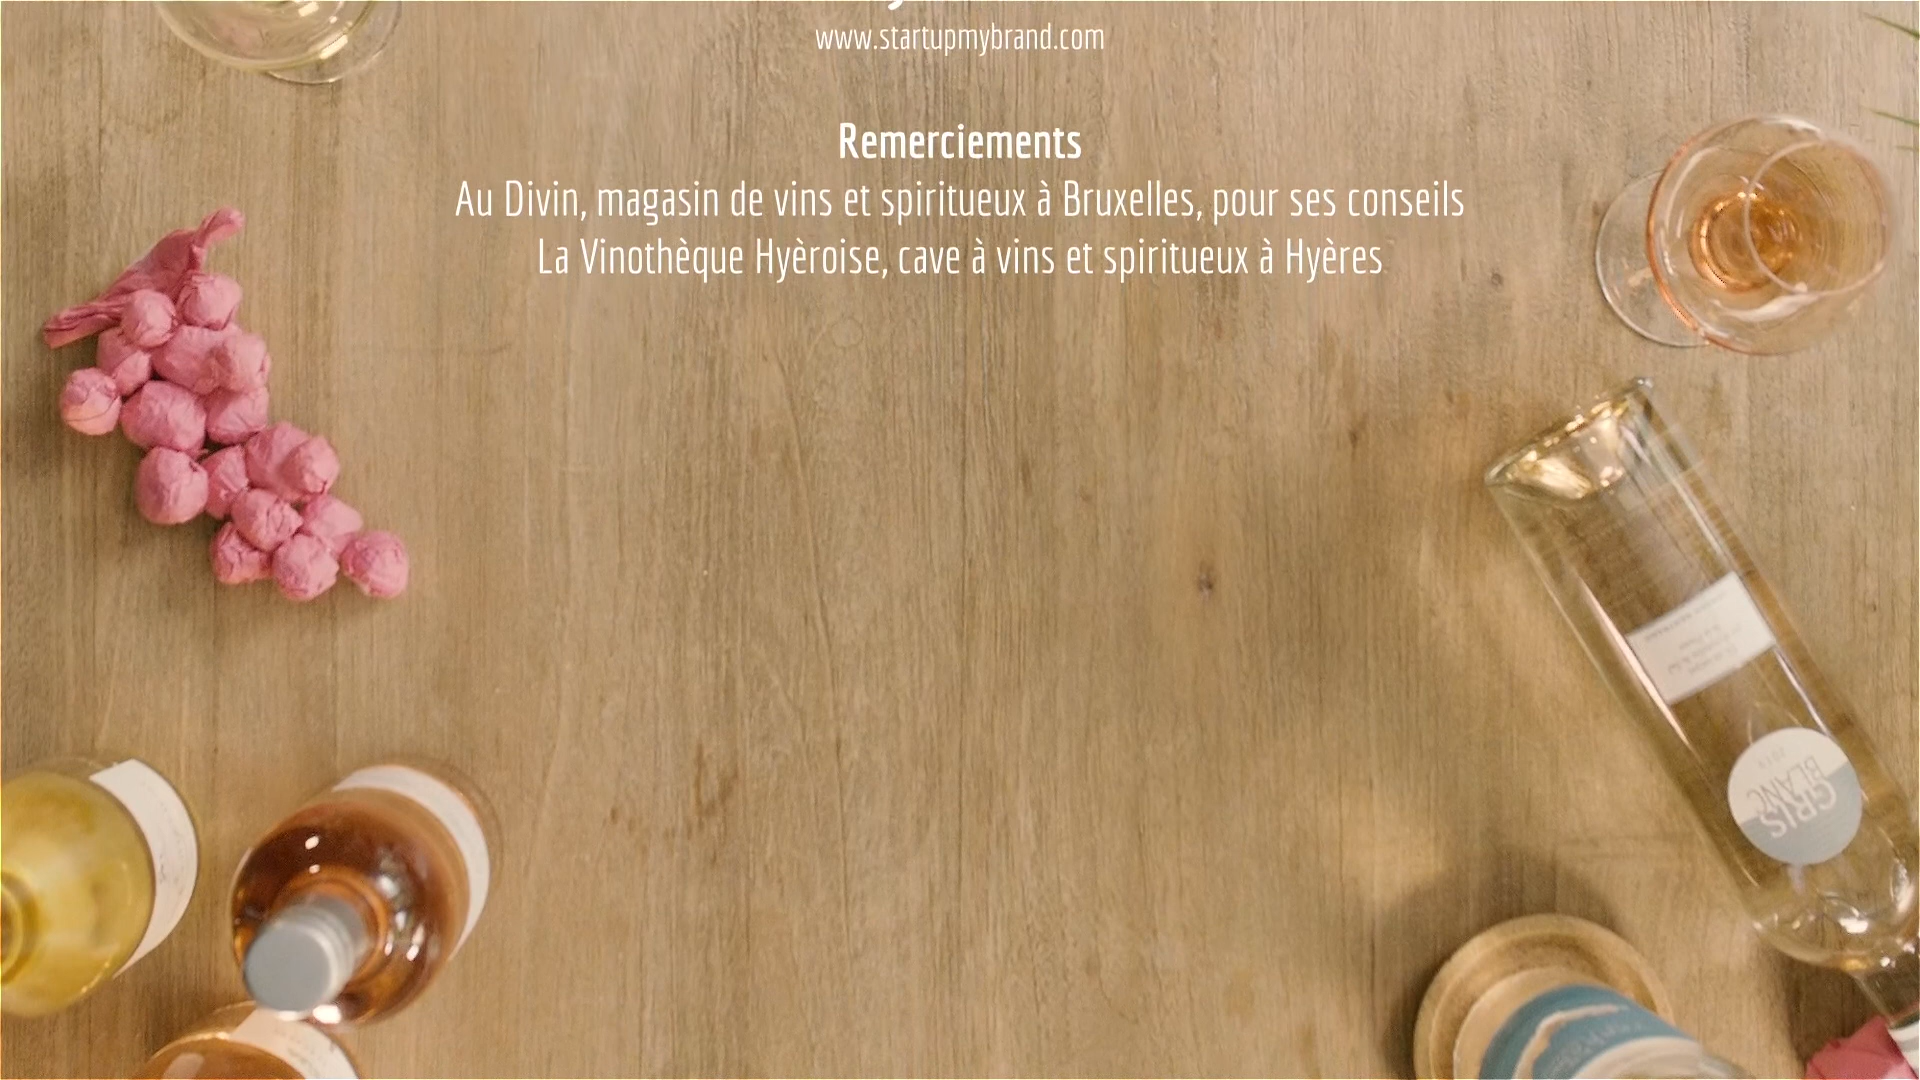 www.startupmybrand.com
Remerciements
Au Divin, magasin de vins et spiritueux à Bruxelles, pour ses conseils
La Vinothèque Hyèroise, cave à vins et spiritueux à Hyères
GRIS
BLANC